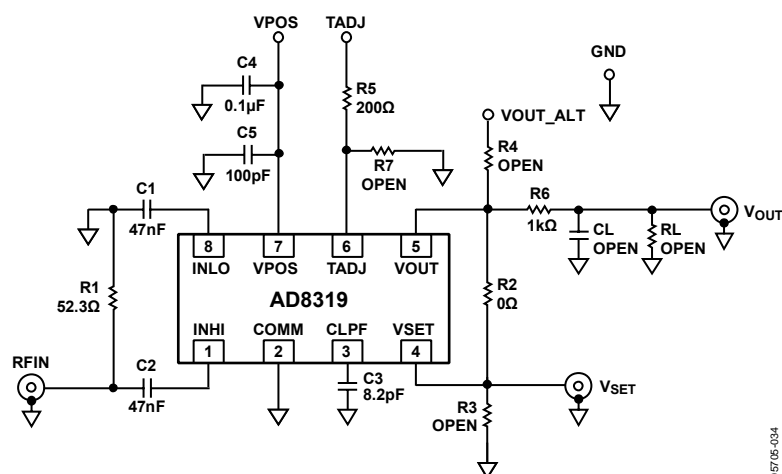 VPOS
TADJ
GND
C4
0.1µF
R5
200Ω
VOUT_ALT
C5
100pF
R7
OPEN
R4
OPEN
C1
47nF
R6
1kΩ
VOUT
CL
OPEN
RL
OPEN
8
7
6
5
INLO
VPOS
TADJ
VOUT
R1
52.3Ω
AD8319
R2
0Ω
INHI
COMM
CLPF
VSET
1
2
3
4
RFIN
C2
47nF
C3
8.2pF
R3
OPEN
VSET
05705-034